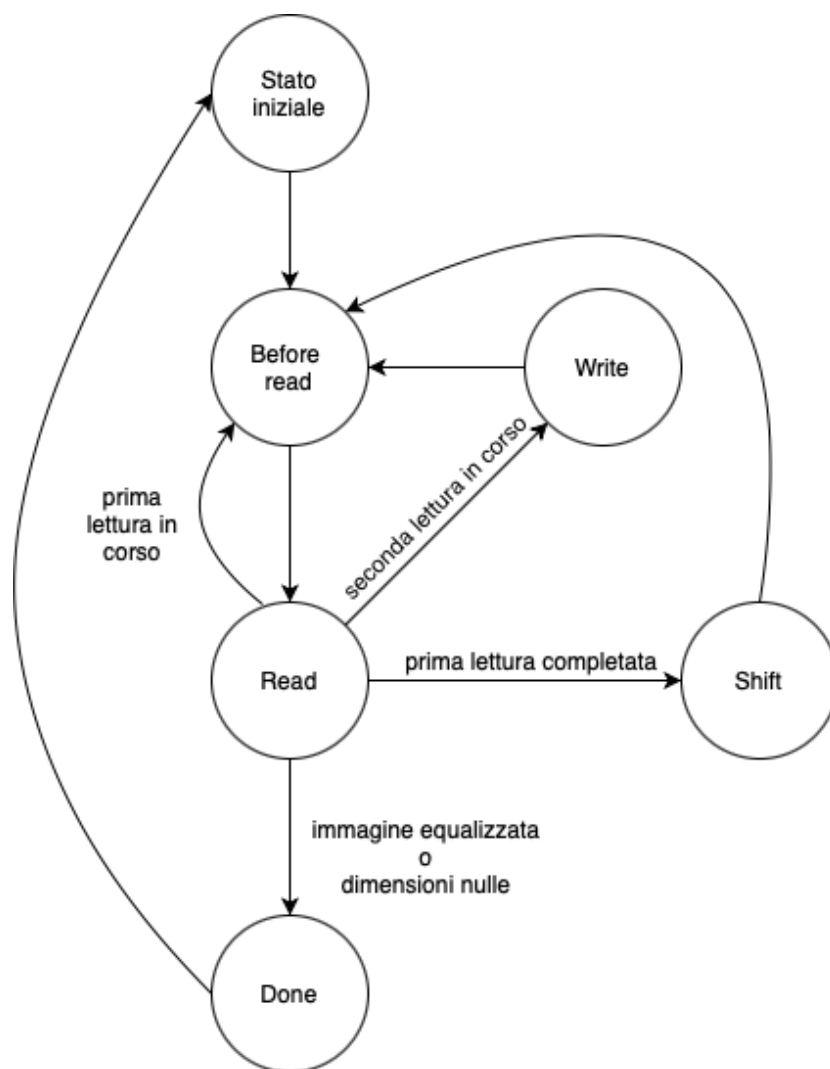 Stato
iniziale
Before
read
Write
prima
lettura in
corso
seconda lettura in corso
Read
prima lettura completata
Shift
immagine equalizzata
o
dimensioni nulle
Done